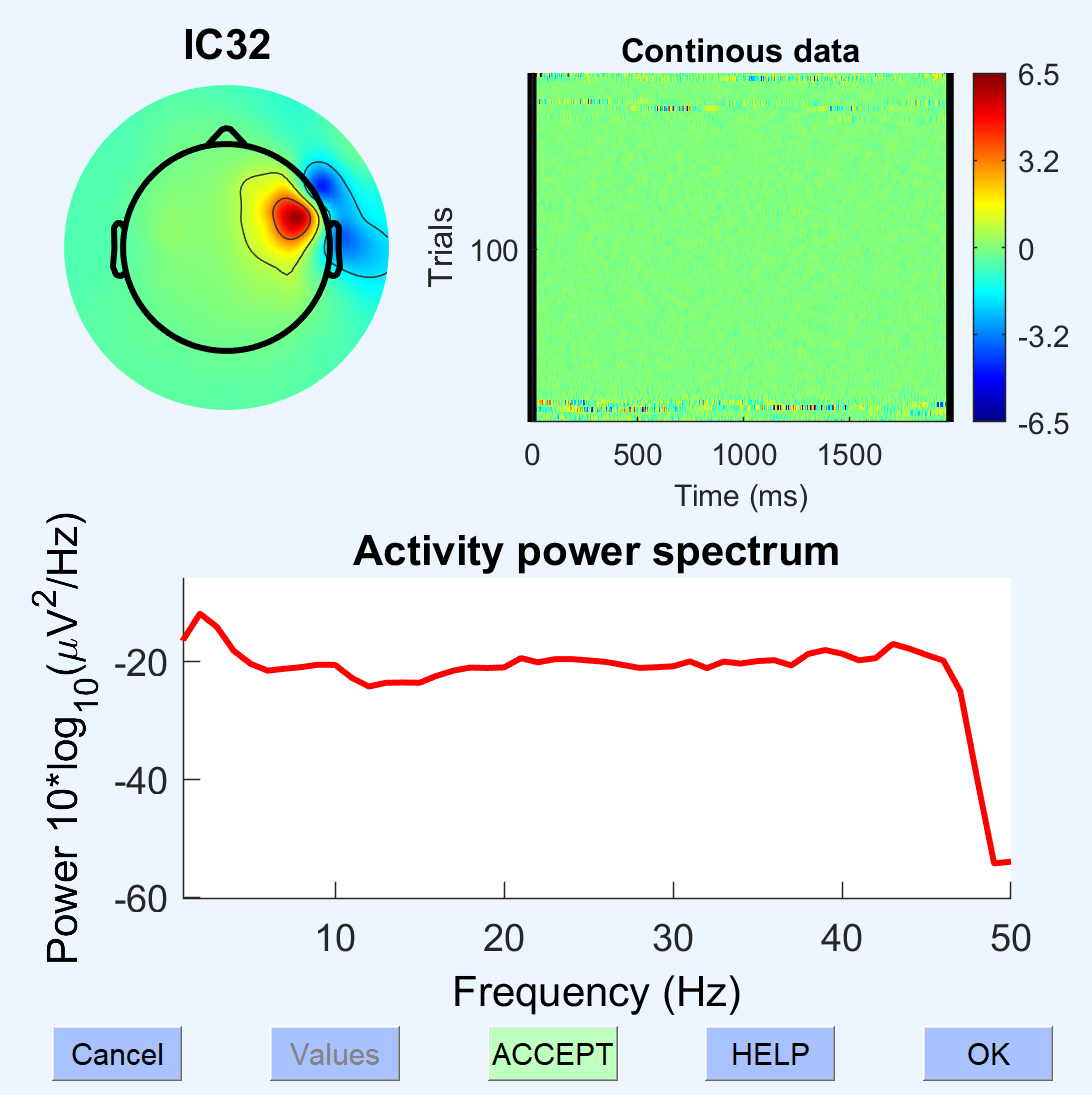 IC32
Continous data
Trials
100
0
500
1000
1500
Time (ms)
6.5
3.2
0
-3.2
-6.5
Activity power spectrum
Power 10*log10(μV2/Hz)
-20
-40
-60
10
20
30
40
50
Frequency (Hz)
Cancel
Values
ACCEPT
HELP
OK